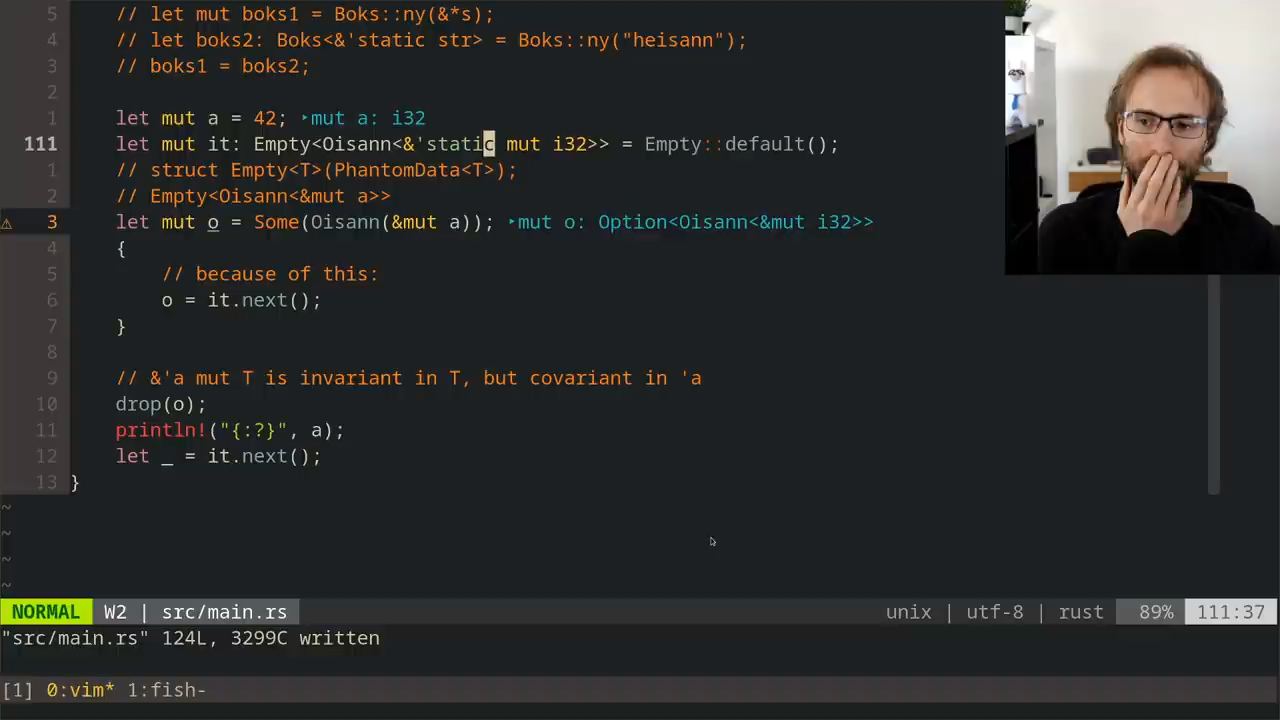 5 // let mut boks1 = Boks::ny(&*s);
4 // let boks2: Boks<&'static str> = Boks::ny("heisann");
3 // boks1 = boks2;
2
1 let mut a = 42; ‣mut a: i32
111 let mut it: Empty<Oisann<&'static mut i32>> = Empty::default();
1 // struct Empty<T>(PhantomData<T>);
2 // Empty<Oisann<&mut a>>
⚠ 3 let mut o = Some(Oisann(&mut a)); ‣mut o: Option<Oisann<&mut i32>>
4 {
5 // because of this:
6 o = it.next();
7 }
8
9 // &'a mut T is invariant in T, but covariant in 'a
10 drop(o);
11 println!("{:?}", a);
12 let _ = it.next();
13 }
~
~
~
~
NORMAL W2 | src/main.rs unix | utf-8 | rust 89% 111:37
"src/main.rs" 124L, 3299C written
[1] 0:vim* 1:fish-